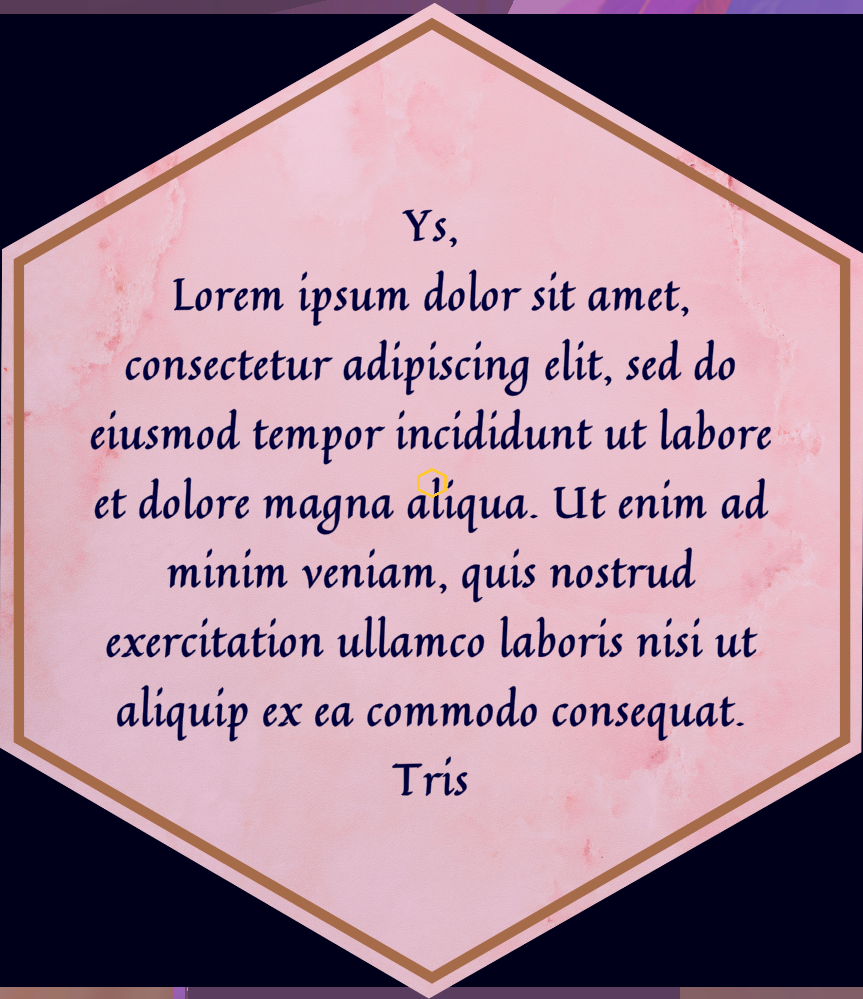 Ys,
Lorem ipsum dolor sit amet,
consectetur adipiscing elit, sed do
eiusmod tempor incididunt ut labore
et dolore magna aliqua. Ut enim ad
minim veniam, quis nostrud
exercitation ullamco laboris nisi ut
aliquip ex ea commodo consequat.
Tris